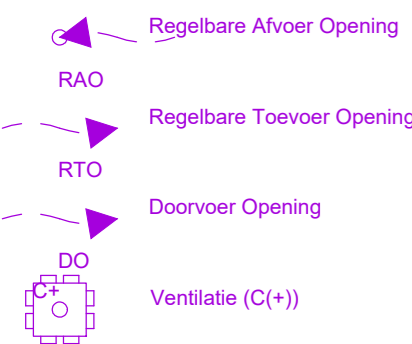 Regelbare Afvoer Opening
RAO
Regelbare Toevoer Opening
RTO
Doorvoer Opening
DO
C+
Ventilatie (C(+))